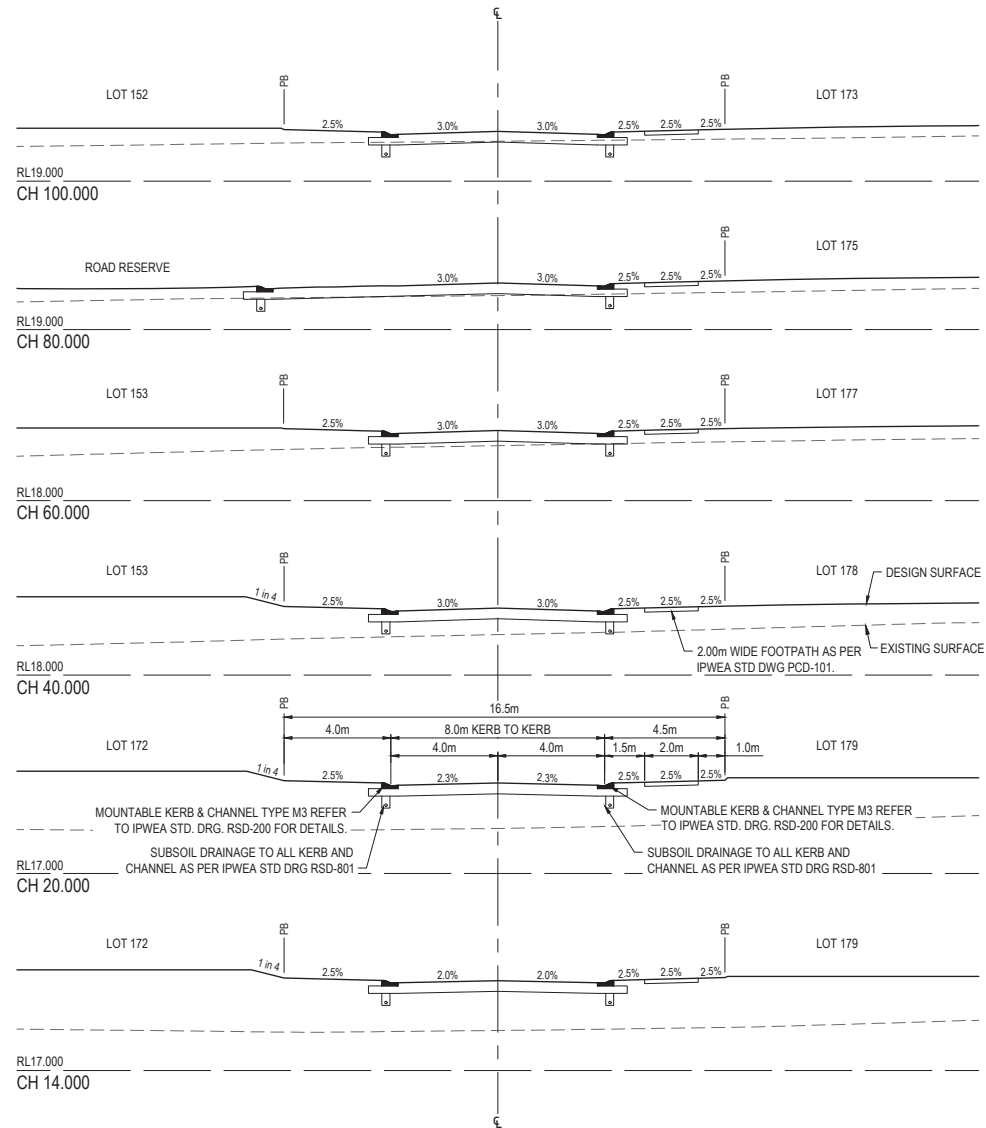 ℄
PB
PB
LOT 152
LOT 173
2.5%
3.0%
3.0%
2.5%
2.5%
2.5%
RL19.000
CH 100.000
PB
ROAD RESERVE
LOT 175
3.0%
3.0%
2.5%
2.5%
2.5%
RL19.000
CH 80.000
PB
PB
LOT 153
LOT 177
2.5%
3.0%
3.0%
2.5%
2.5%
2.5%
RL18.000
CH 60.000
PB
PB
LOT 153
LOT 178
DESIGN SURFACE
1 in 4
2.5%
3.0%
3.0%
2.5%
2.5%
2.5%
2.00m WIDE FOOTPATH AS PER
IPWEA STD DWG PCD-101.
EXISTING SURFACE
RL18.000
CH 40.000
PB
PB
16.5m
4.0m
8.0m KERB TO KERB
4.5m
4.0m
4.0m
1.5m
2.0m
1.0m
LOT 172
LOT 179
1 in 4
2.5%
2.3%
2.3%
2.5%
2.5%
2.5%
MOUNTABLE KERB & CHANNEL TYPE M3 REFER
TO IPWEA STD. DRG. RSD-200 FOR DETAILS.
MOUNTABLE KERB & CHANNEL TYPE M3 REFER
TO IPWEA STD. DRG. RSD-200 FOR DETAILS.
SUBSOIL DRAINAGE TO ALL KERB AND
CHANNEL AS PER IPWEA STD DRG RSD-801
SUBSOIL DRAINAGE TO ALL KERB AND
CHANNEL AS PER IPWEA STD DRG RSD-801
RL17.000
CH 20.000
PB
PB
LOT 172
LOT 179
1 in 4
2.5%
2.0%
2.0%
2.5%
2.5%
2.5%
RL17.000
CH 14.000
℄